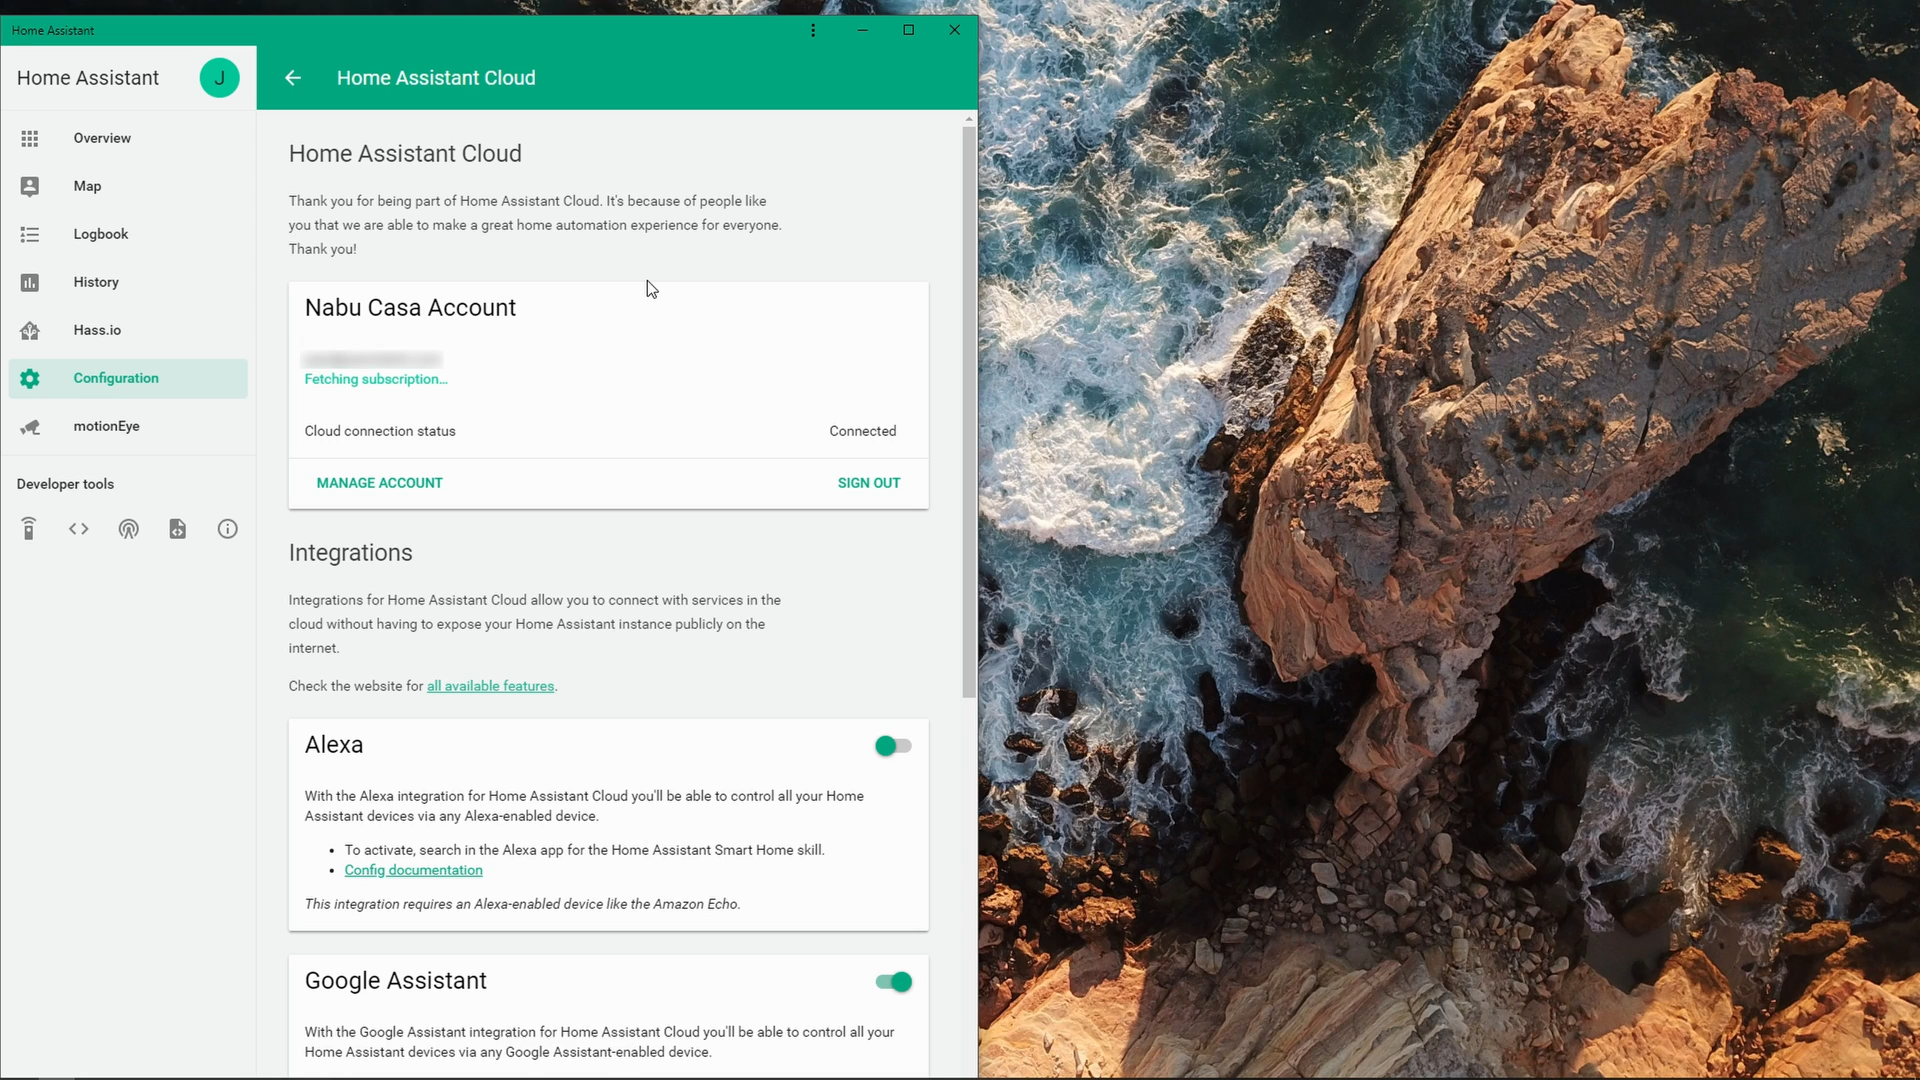 Home Assistant
Home Assistant
J
Home Assistant Cloud
Overview
Map
Logbook
History
Hass.io
Configuration
motionEye
Developer tools
Home Assistant Cloud
Thank you for being part of Home Assistant Cloud. It's because of people like
you that we are able to make a great home automation experience for everyone.
Thank you!
Nabu Casa Account
Fetching subscription...
Cloud connection status
Connected
MANAGE ACCOUNT
SIGN OUT
Integrations
Integrations for Home Assistant Cloud allow you to connect with services in the
cloud without having to expose your Home Assistant instance publicly on the
internet.
Check the website for all available features.
Alexa
With the Alexa integration for Home Assistant Cloud you'll be able to control all your Home
Assistant devices via any Alexa-enabled device.
• To activate, search in the Alexa app for the Home Assistant Smart Home skill.
• Config documentation
This integration requires an Alexa-enabled device like the Amazon Echo.
Google Assistant
With the Google Assistant integration for Home Assistant Cloud you'll be able to control all your
Home Assistant devices via any Google Assistant-enabled device.